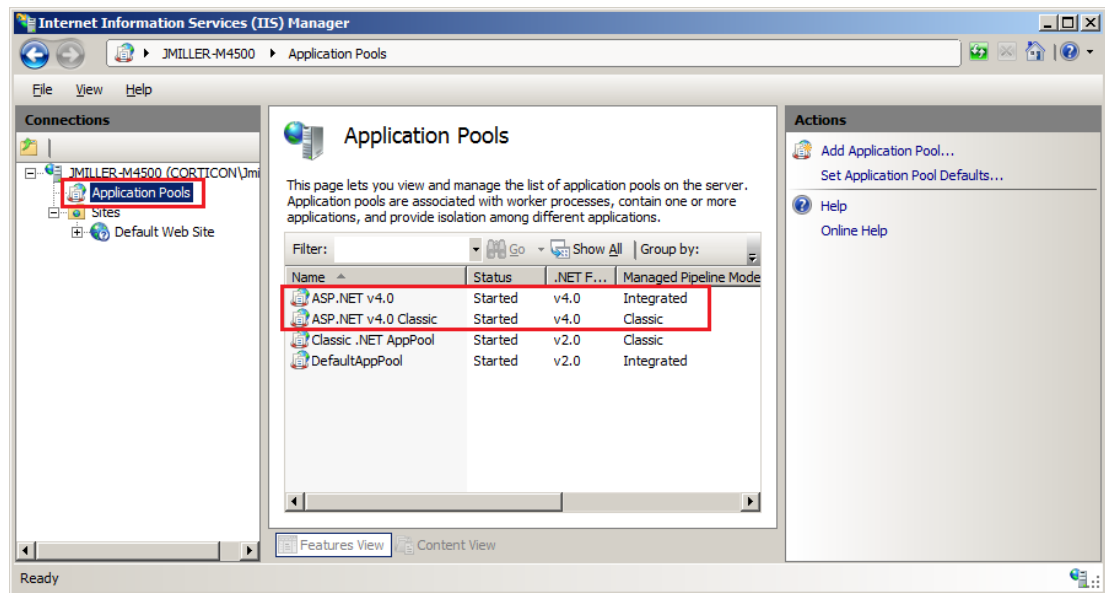 Internet Information Services (IIS) Manager
JMILLER-M4500 Application Pools
File View Help
Connections
JMILLER-M4500 (CORTICON\Jmi
Application Pools
Sites
Default Web Site
Application Pools
This page lets you view and manage the list of application pools on the server.
Application pools are associated with worker processes, contain one or more
applications, and provide isolation among different applications.
Filter: Go Show All Group by:
Name Status .NET F... Managed Pipeline Mode
ASP.NET v4.0 Started v4.0 Integrated
ASP.NET v4.0 Classic Started v4.0 Classic
Classic .NET AppPool Started v2.0 Classic
DefaultAppPool Started v2.0 Integrated
Features View Content View
Actions
Add Application Pool...
Set Application Pool Defaults...
Help
Online Help
Ready